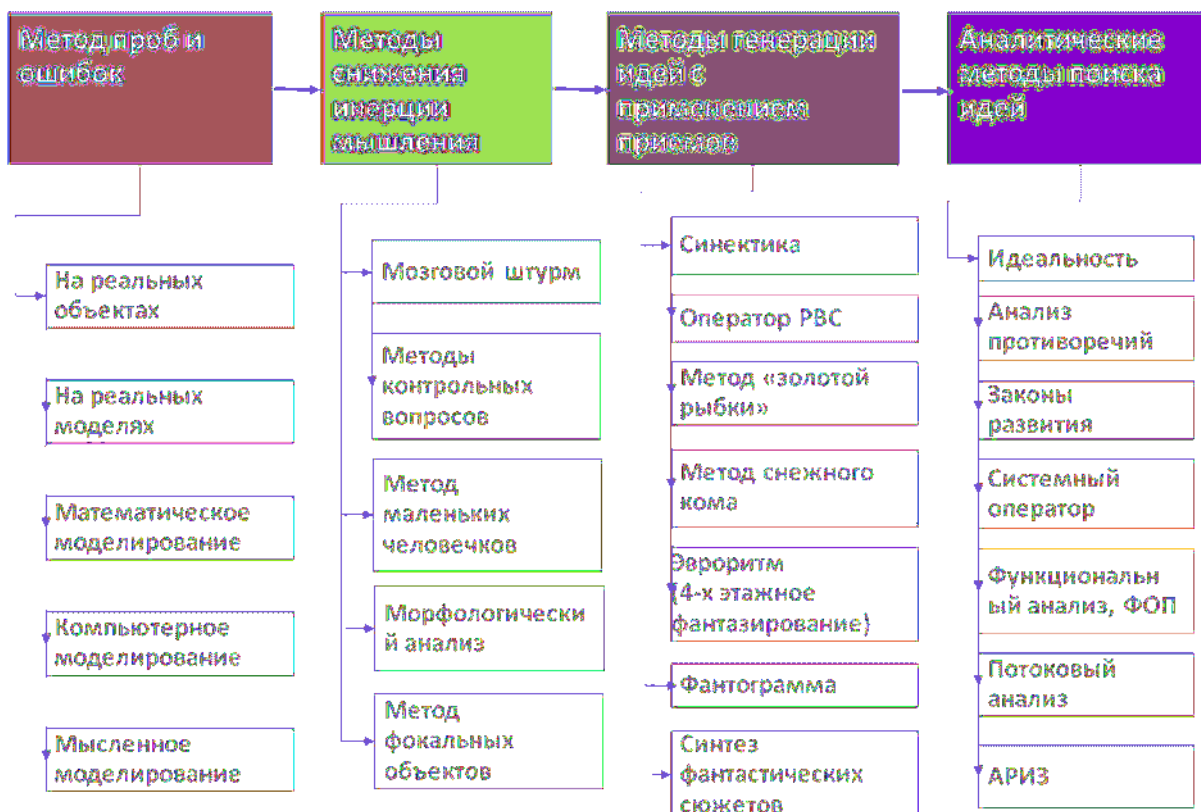 Метод проб и
ошибок
Методы
снижения
инерции
мышления
Методы генерации
идей с
применением
Аналитические
методы поиска
идей
На реальных
объектах
На реальных
моделях
Математическое
моделирование
Компьютерное
моделирование
Мысленное
моделирование
Мозговой штурм
Методы
контрольных
вопросов
Метод
маленьких
человечков
Морфологически
й анализ
Метод
фокальных
объектов
Синектика
Оператор РВС
Метод «золотой
рыбки»
Метод снежного
кома
Эвроритм
(4-х этажное
фантазирование)
Фантограмма
Синтез
фантастических
сюжетов
Идеальность
Анализ
противоречий
Законы
развития
Системный
оператор
Функциональн
ый анализ, ФОП
Потоковый
анализ
АРИЗ